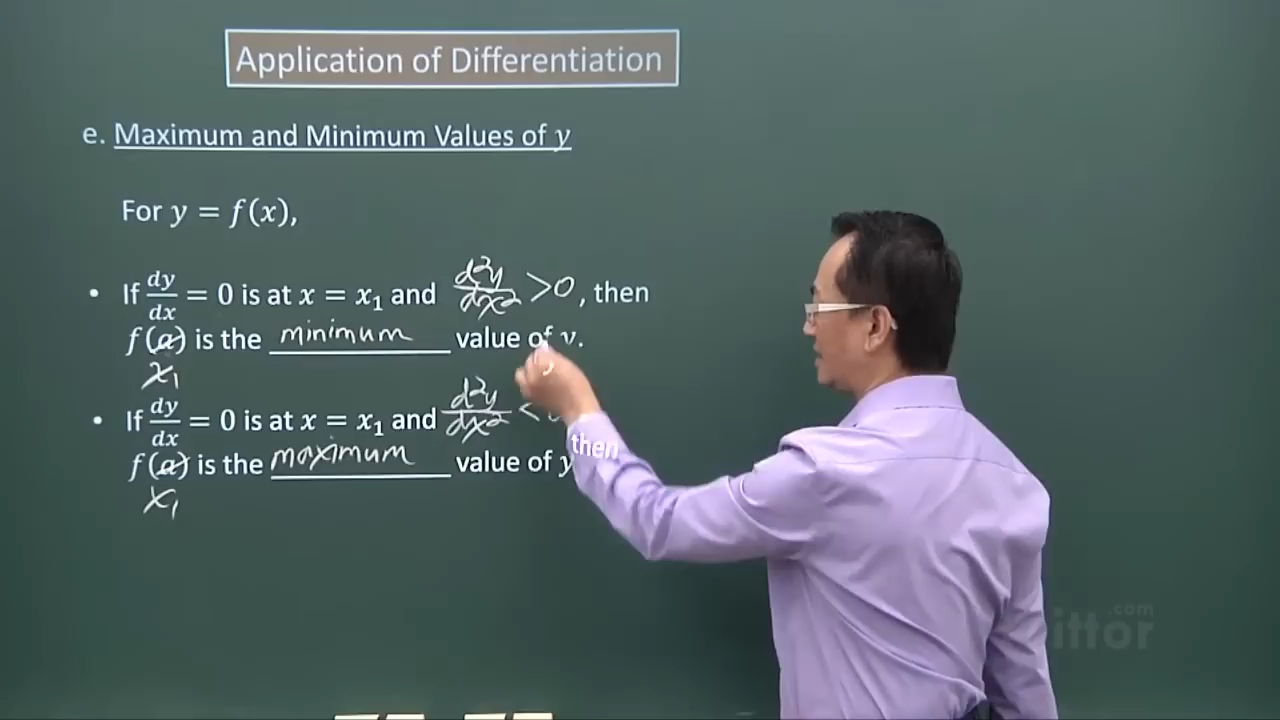 Application of Differentiation
e. Maximum and Minimum Values of y
For y = f(x),
• If dy/dx = 0 is at x = x₁ and d²y/dx² > 0, then
f(a) is the minimum value of y.
x₁
• If dy/dx = 0 is at x = x₁ and d²y/dx² < then
f(a) is the maximum value of y
x₁
ittor.com